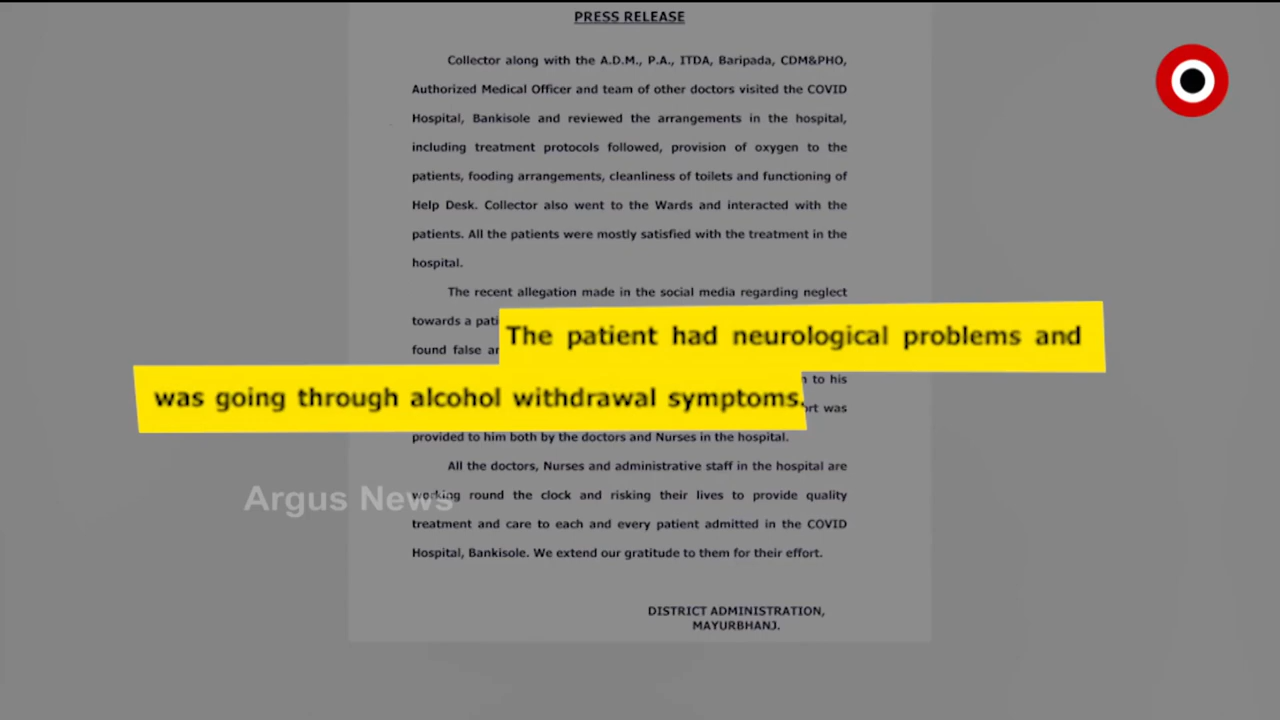 PRESS RELEASE
Collector along with the A.D.M., P.A., ITDA, Baripada, CDM&PHO,
Authorized Medical Officer and team of other doctors visited the COVID
Hospital, Bankisole and reviewed the arrangements in the hospital,
including treatment protocols followed, provision of oxygen to the
patients, fooding arrangements, cleanliness of toilets and functioning of
Help Desk. Collector also went to the Wards and interacted with the
patients. All the patients were mostly satisfied with the treatment in the
hospital.
The recent allegation made in the social media regarding neglect
towards a
The patient had neurological problems and
found false
was going through alcohol withdrawal symptoms.
to his
was
provided to him both by the doctors and Nurses in the hospital.
All the doctors, Nurses and administrative staff in the hospital are
working round the clock and risking their lives to provide quality
treatment and care to each and every patient admitted in the COVID
Hospital, Bankisole. We extend our gratitude to them for their effort.
DISTRICT ADMINISTRATION,
MAYURBHANJ.
Argus News